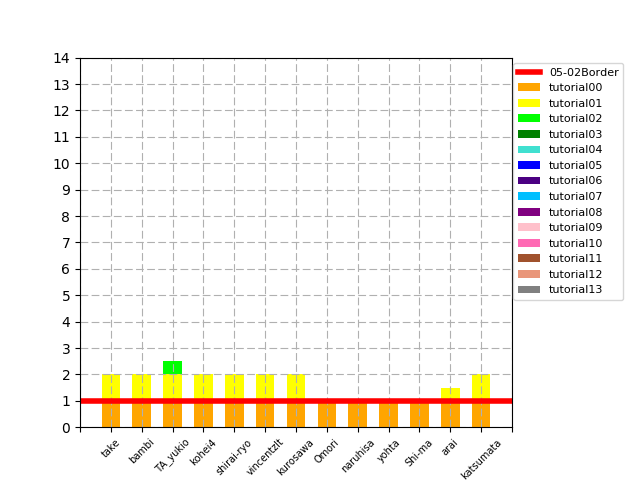 14
13
12
11
10
9
8
7
6
5
4
3
2
1
0
take
bambi
TA_yukio
kohei4
shirai-ryo
vincentzlt
kurosawa
Omori
naruhisa
yohta
Shi-ma
arai
katsumata
05-02Border
tutorial00
tutorial01
tutorial02
tutorial03
tutorial04
tutorial05
tutorial06
tutorial07
tutorial08
tutorial09
tutorial10
tutorial11
tutorial12
tutorial13